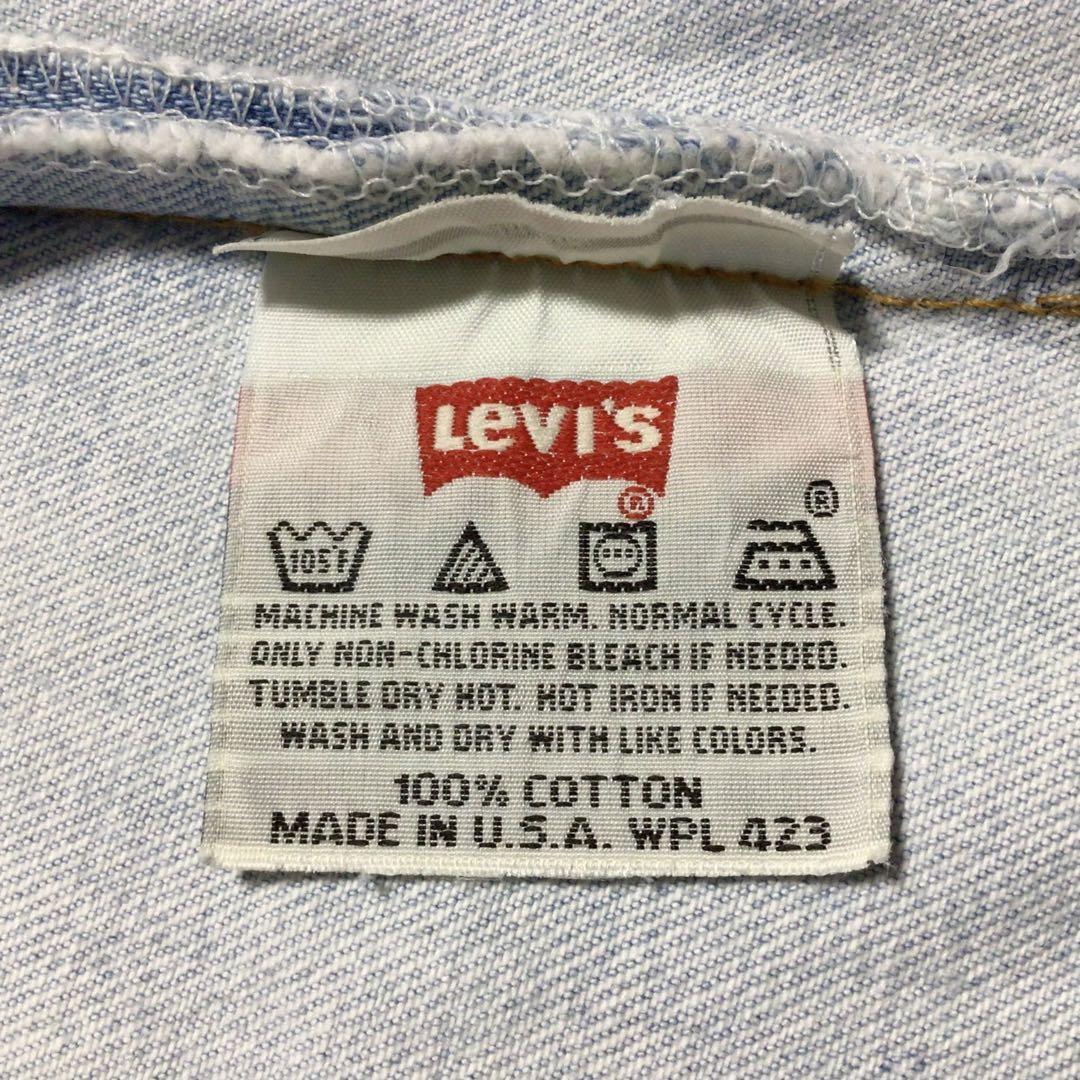 LEVI'S
®
®
105°F
MACHINE WASH WARM. NORMAL CYCLE.
ONLY NON-CHLORINE BLEACH IF NEEDED.
TUMBLE DRY HOT. HOT IRON IF NEEDED.
WASH AND DRY WITH LIKE COLORS.
100% COTTON
MADE IN U.S.A. WPL 423